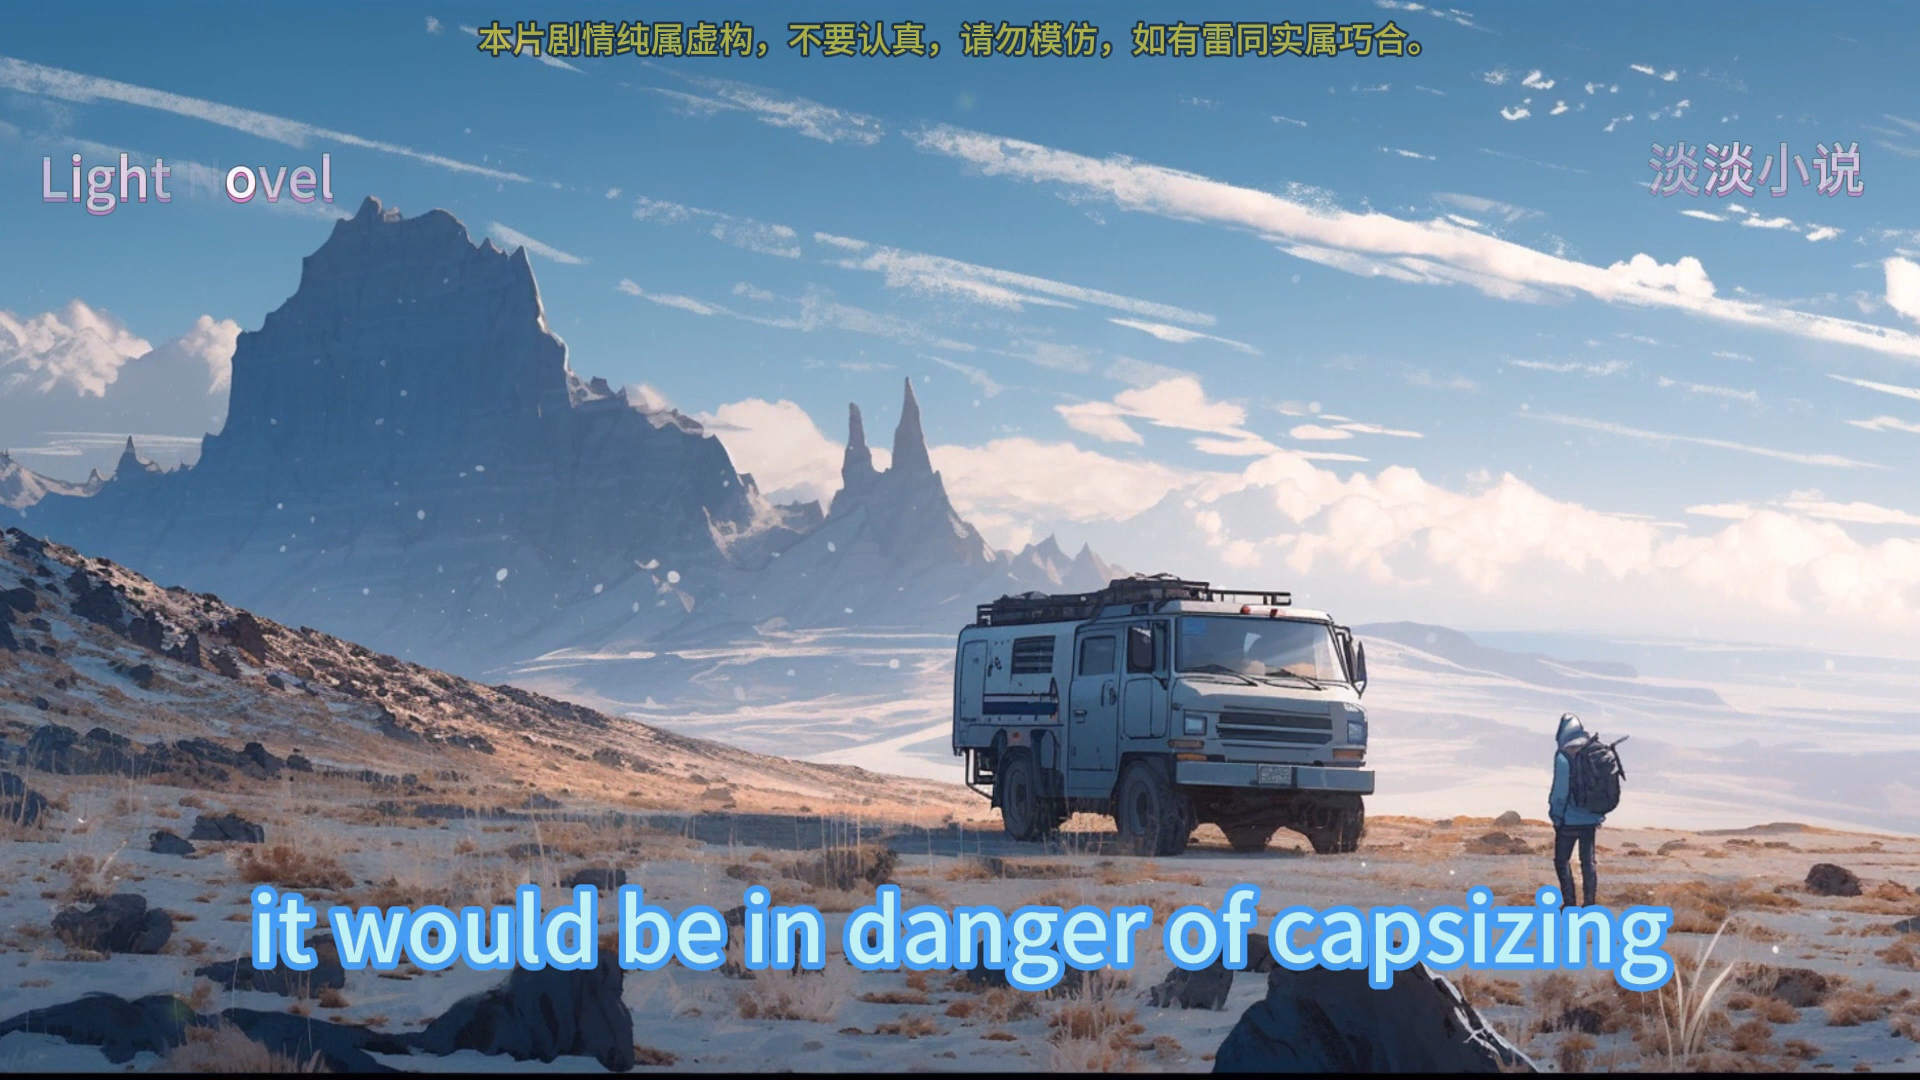 本片剧情纯属虚构，不要认真，请勿模仿，如有雷同实属巧合。
Light Novel
淡淡小说
it would be in danger of capsizing